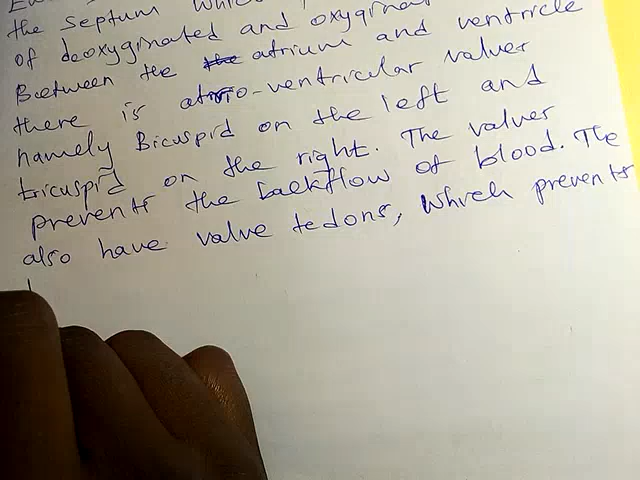 the septum which
of deoxyginated and oxygina
Between the the atrium and ventricle
there is atrio-ventricular valves
namely Bicuspid on the left and
tricuspid on the right. The valves
prevents the backflow of blood. The
also have valve tedons, which prevents